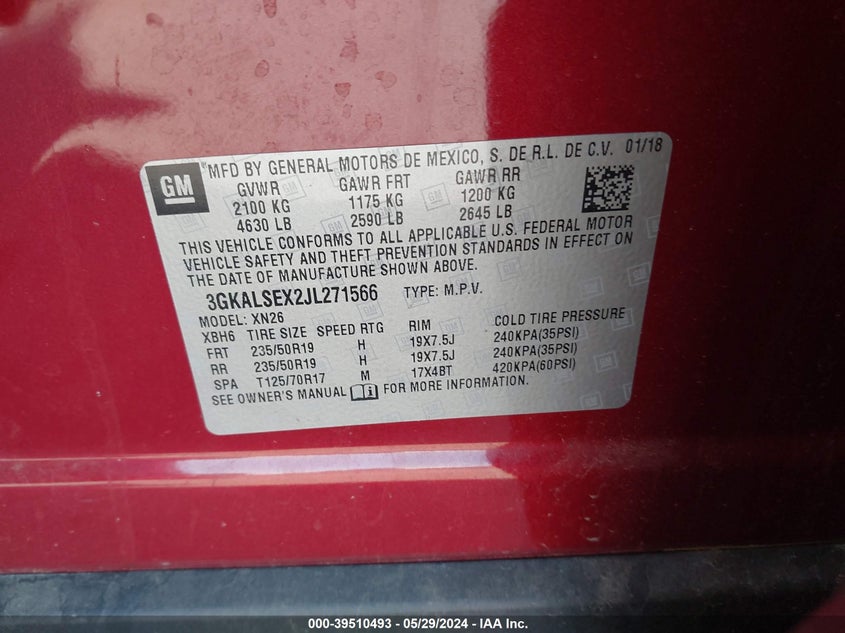 MFD BY GENERAL MOTORS DE MEXICO, S. DE R.L. DE C.V. 01/18
GM
GVWR GAWR FRT GAWR RR
2100 KG 1175 KG 1200 KG
4630 LB 2590 LB 2645 LB
THIS VEHICLE CONFORMS TO ALL APPLICABLE U.S. FEDERAL MOTOR
VEHICLE SAFETY AND THEFT PREVENTION STANDARDS IN EFFECT ON
THE DATE OF MANUFACTURE SHOWN ABOVE.
3GKALSEX2JL271566 TYPE: M.P.V.
MODEL: XN26
XBH6 TIRE SIZE SPEED RTG RIM COLD TIRE PRESSURE
FRT 235/50R19 H 19X7.5J 240KPA(35PSI)
RR 235/50R19 H 19X7.5J 240KPA(35PSI)
SPA T125/70R17 M 17X4BT 420KPA(60PSI)
SEE OWNER'S MANUAL FOR MORE INFORMATION.
000-39510493 - 05/29/2024 - IAA Inc.